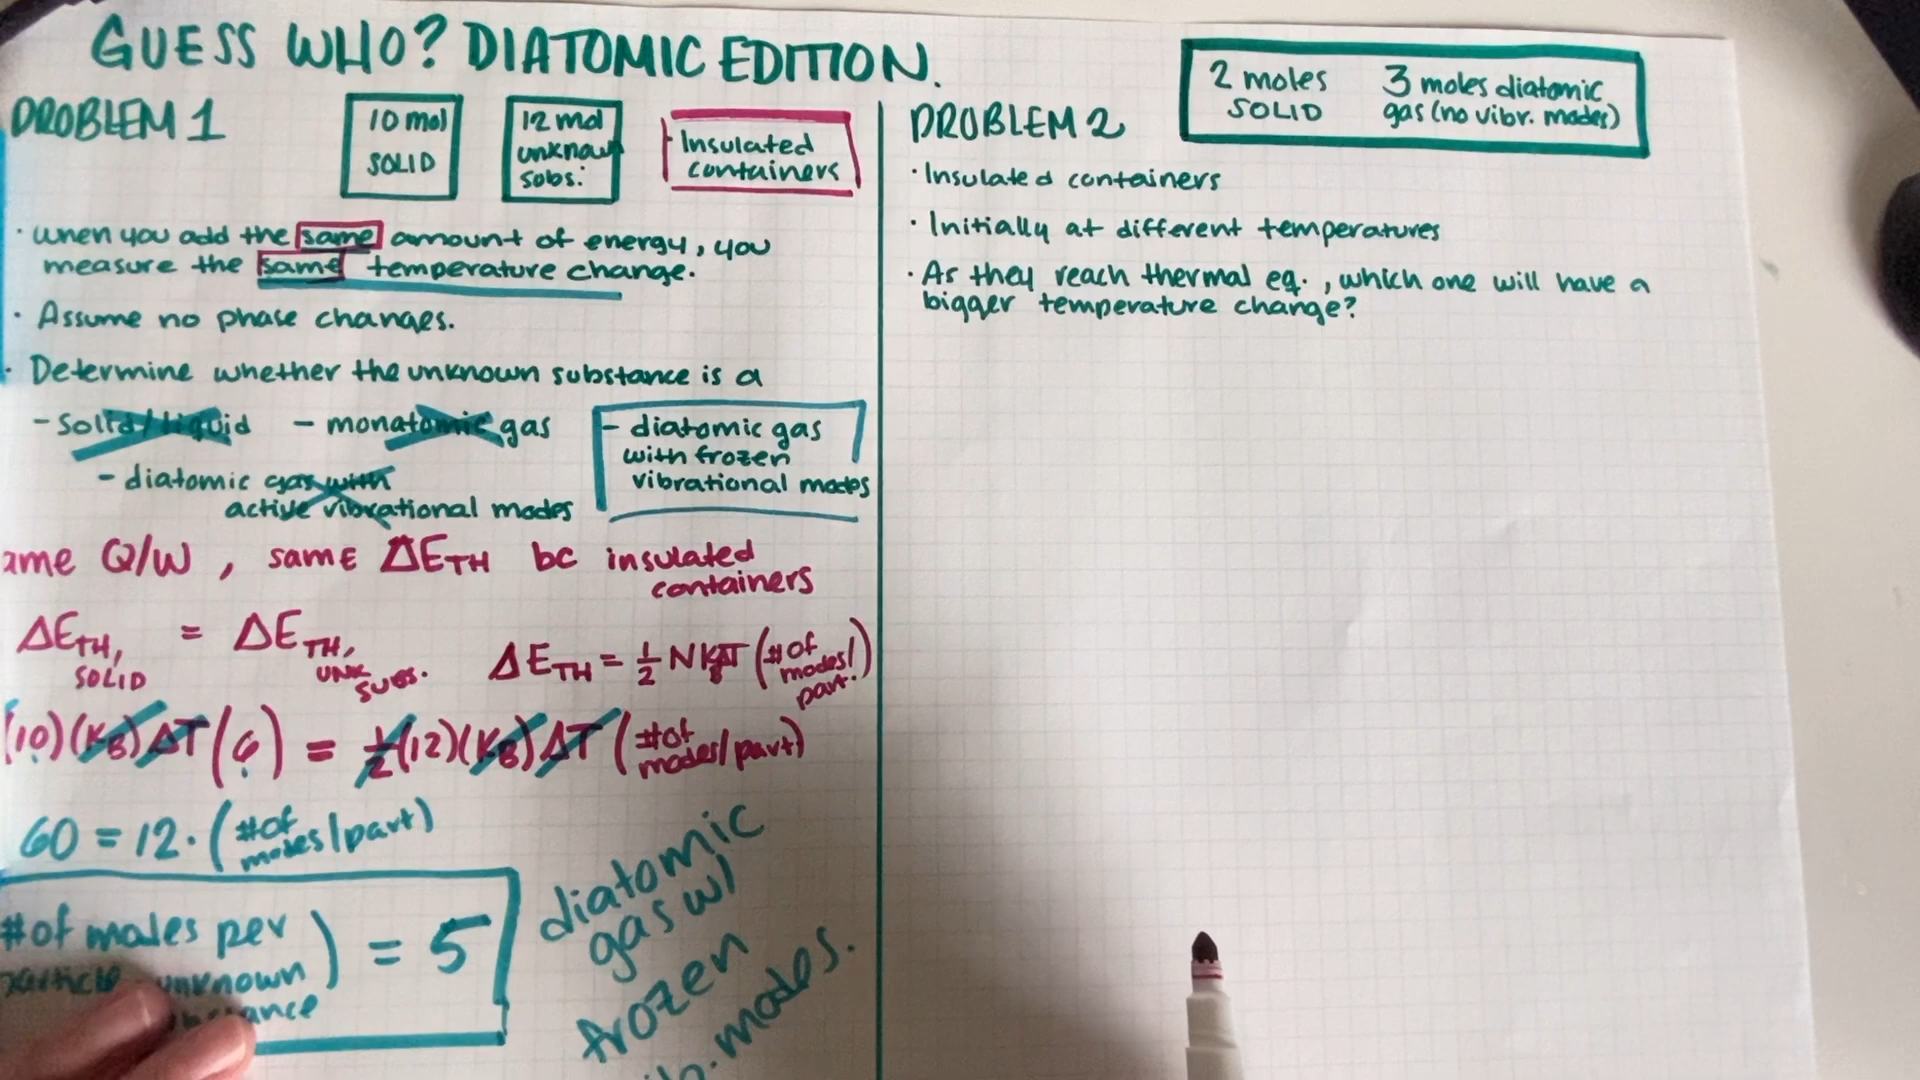 GUESS WHO? DIATOMIC EDITION.
PROBLEM 1
10 mol
SOLID
12 mol
unknown
subs.
Insulated
containers
· When you add the same amount of energy, you
measure the same temperature change.
· Assume no phase changes.
· Determine whether the unknown substance is a
- solid/liquid - monatomic gas
- diatomic gas with
active vibrational modes
- diatomic gas
with frozen
vibrational modes
ame Q/W, same ΔETH bc insulated
containers
ΔETH, SOLID = ΔETH, UNK SUBS.
ΔETH = 1/2 NKBΔT (#of modes/part.)
(10)(KB)ΔT(6) = 1/2(12)(KB)ΔT(#of modes/part)
60 = 12·(#of modes/part)
#of modes per
unknown
) = 5
diatomic
gas w/
frozen
modes.
PROBLEM 2
2 moles
SOLID
3 moles diatomic
gas (no vibr. modes)
· Insulated containers
· Initially at different temperatures
· As they reach thermal eq., which one will have a
bigger temperature change?